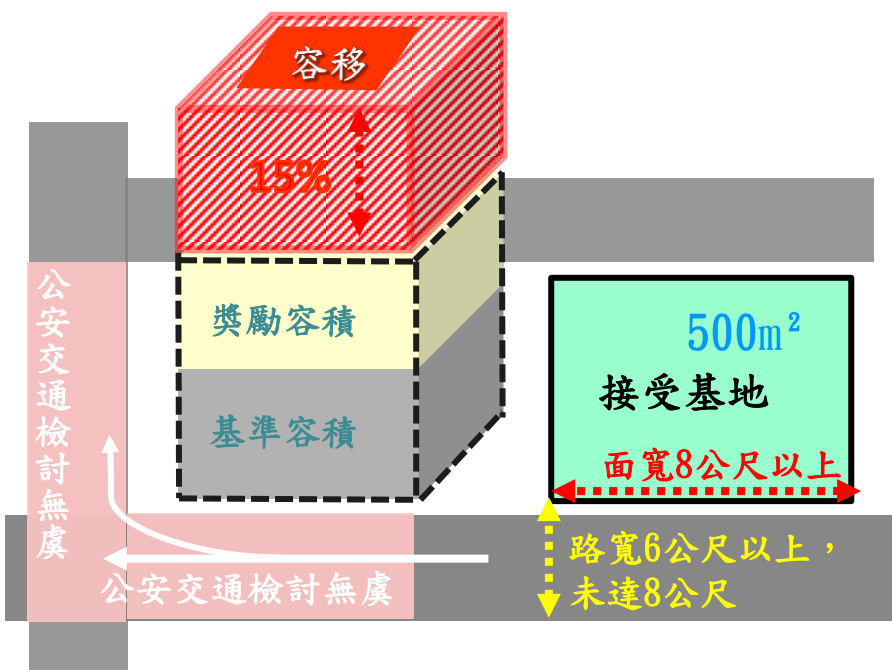 容移
15%
獎勵容積
基準容積
公安交通檢討無虞
500m²
接受基地
面寬8公尺以上
路寬6公尺以上，
未達8公尺
公安交通檢討無虞